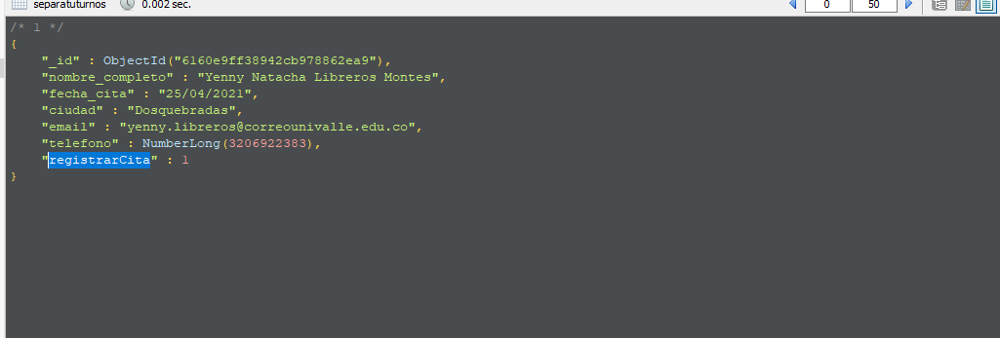 separatuturnos 0.002 sec. 0 50
/* 1 */
{
"_id" : ObjectId("6160e9ff38942cb978862ea9"),
"nombre_completo" : "Yenny Natacha Libreros Montes",
"fecha_cita" : "25/04/2021",
"ciudad" : "Dosquebradas",
"email" : "yenny.libreros@correounivalle.edu.co",
"telefono" : NumberLong(3206922383),
"registrarCita" : 1
}